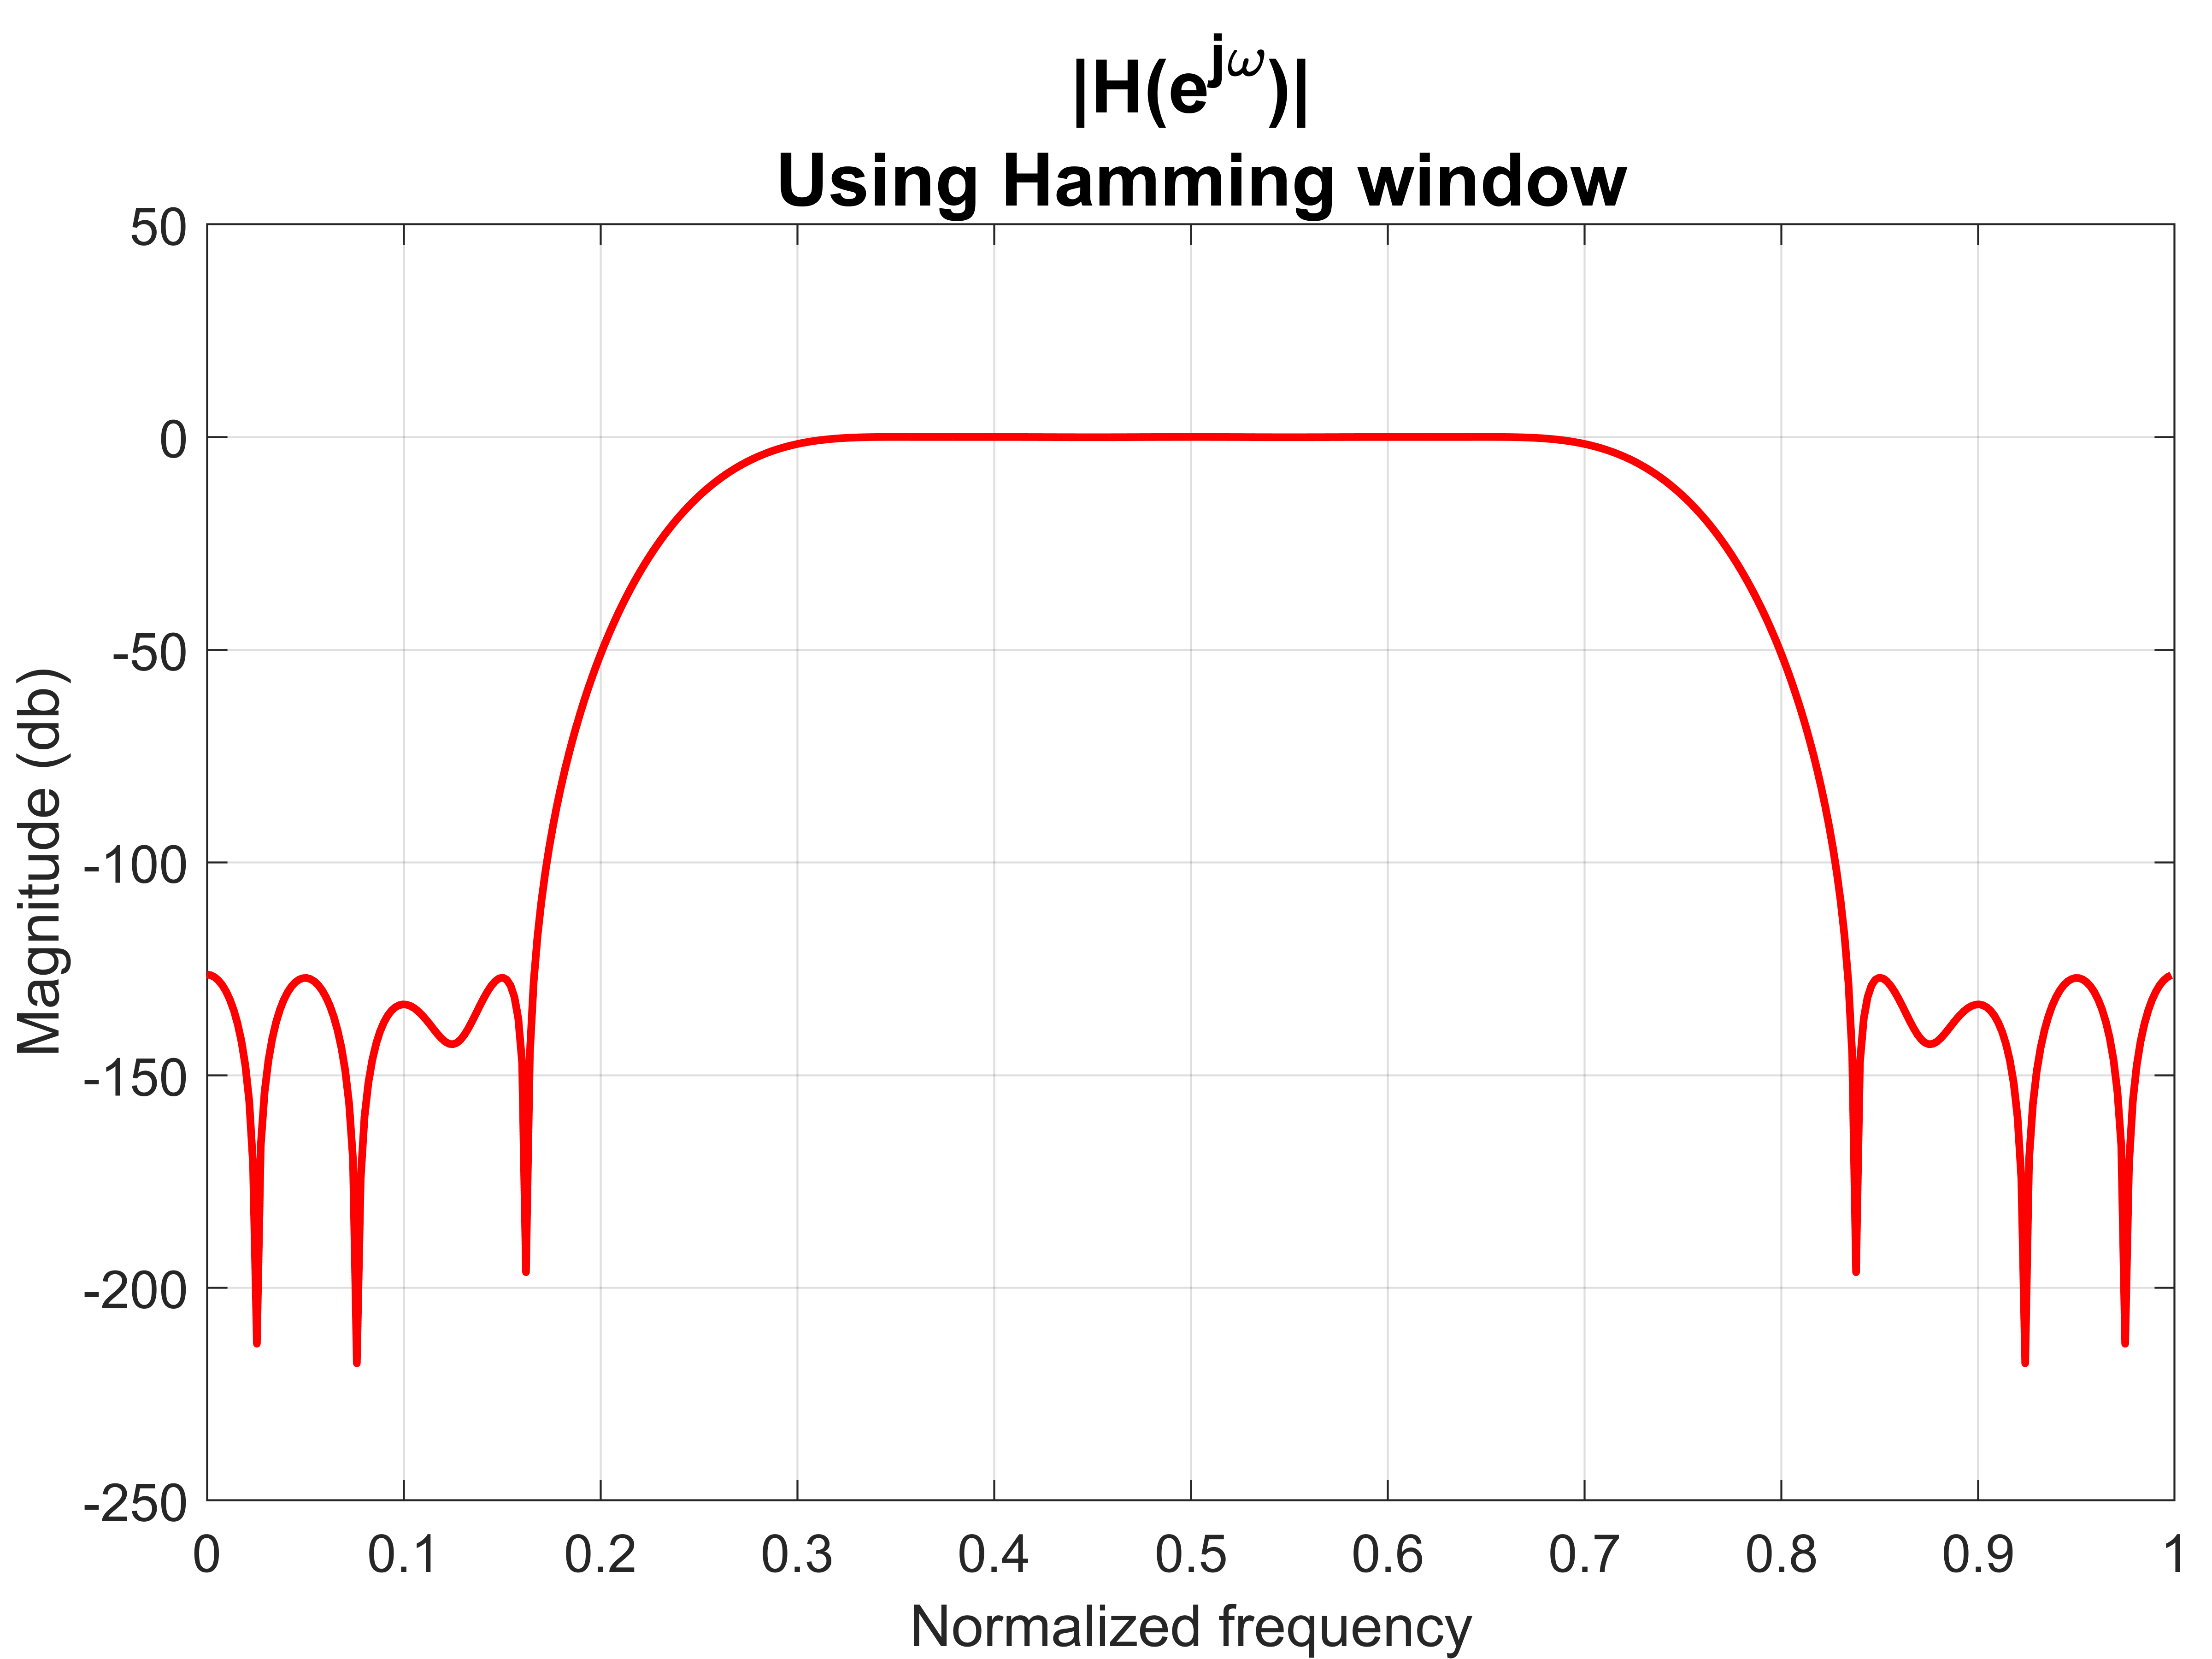 |H(e^{jω})|
Using Hamming window
50
0
-50
-100
-150
-200
-250
Magnitude (db)
0 0.1 0.2 0.3 0.4 0.5 0.6 0.7 0.8 0.9 1
Normalized frequency